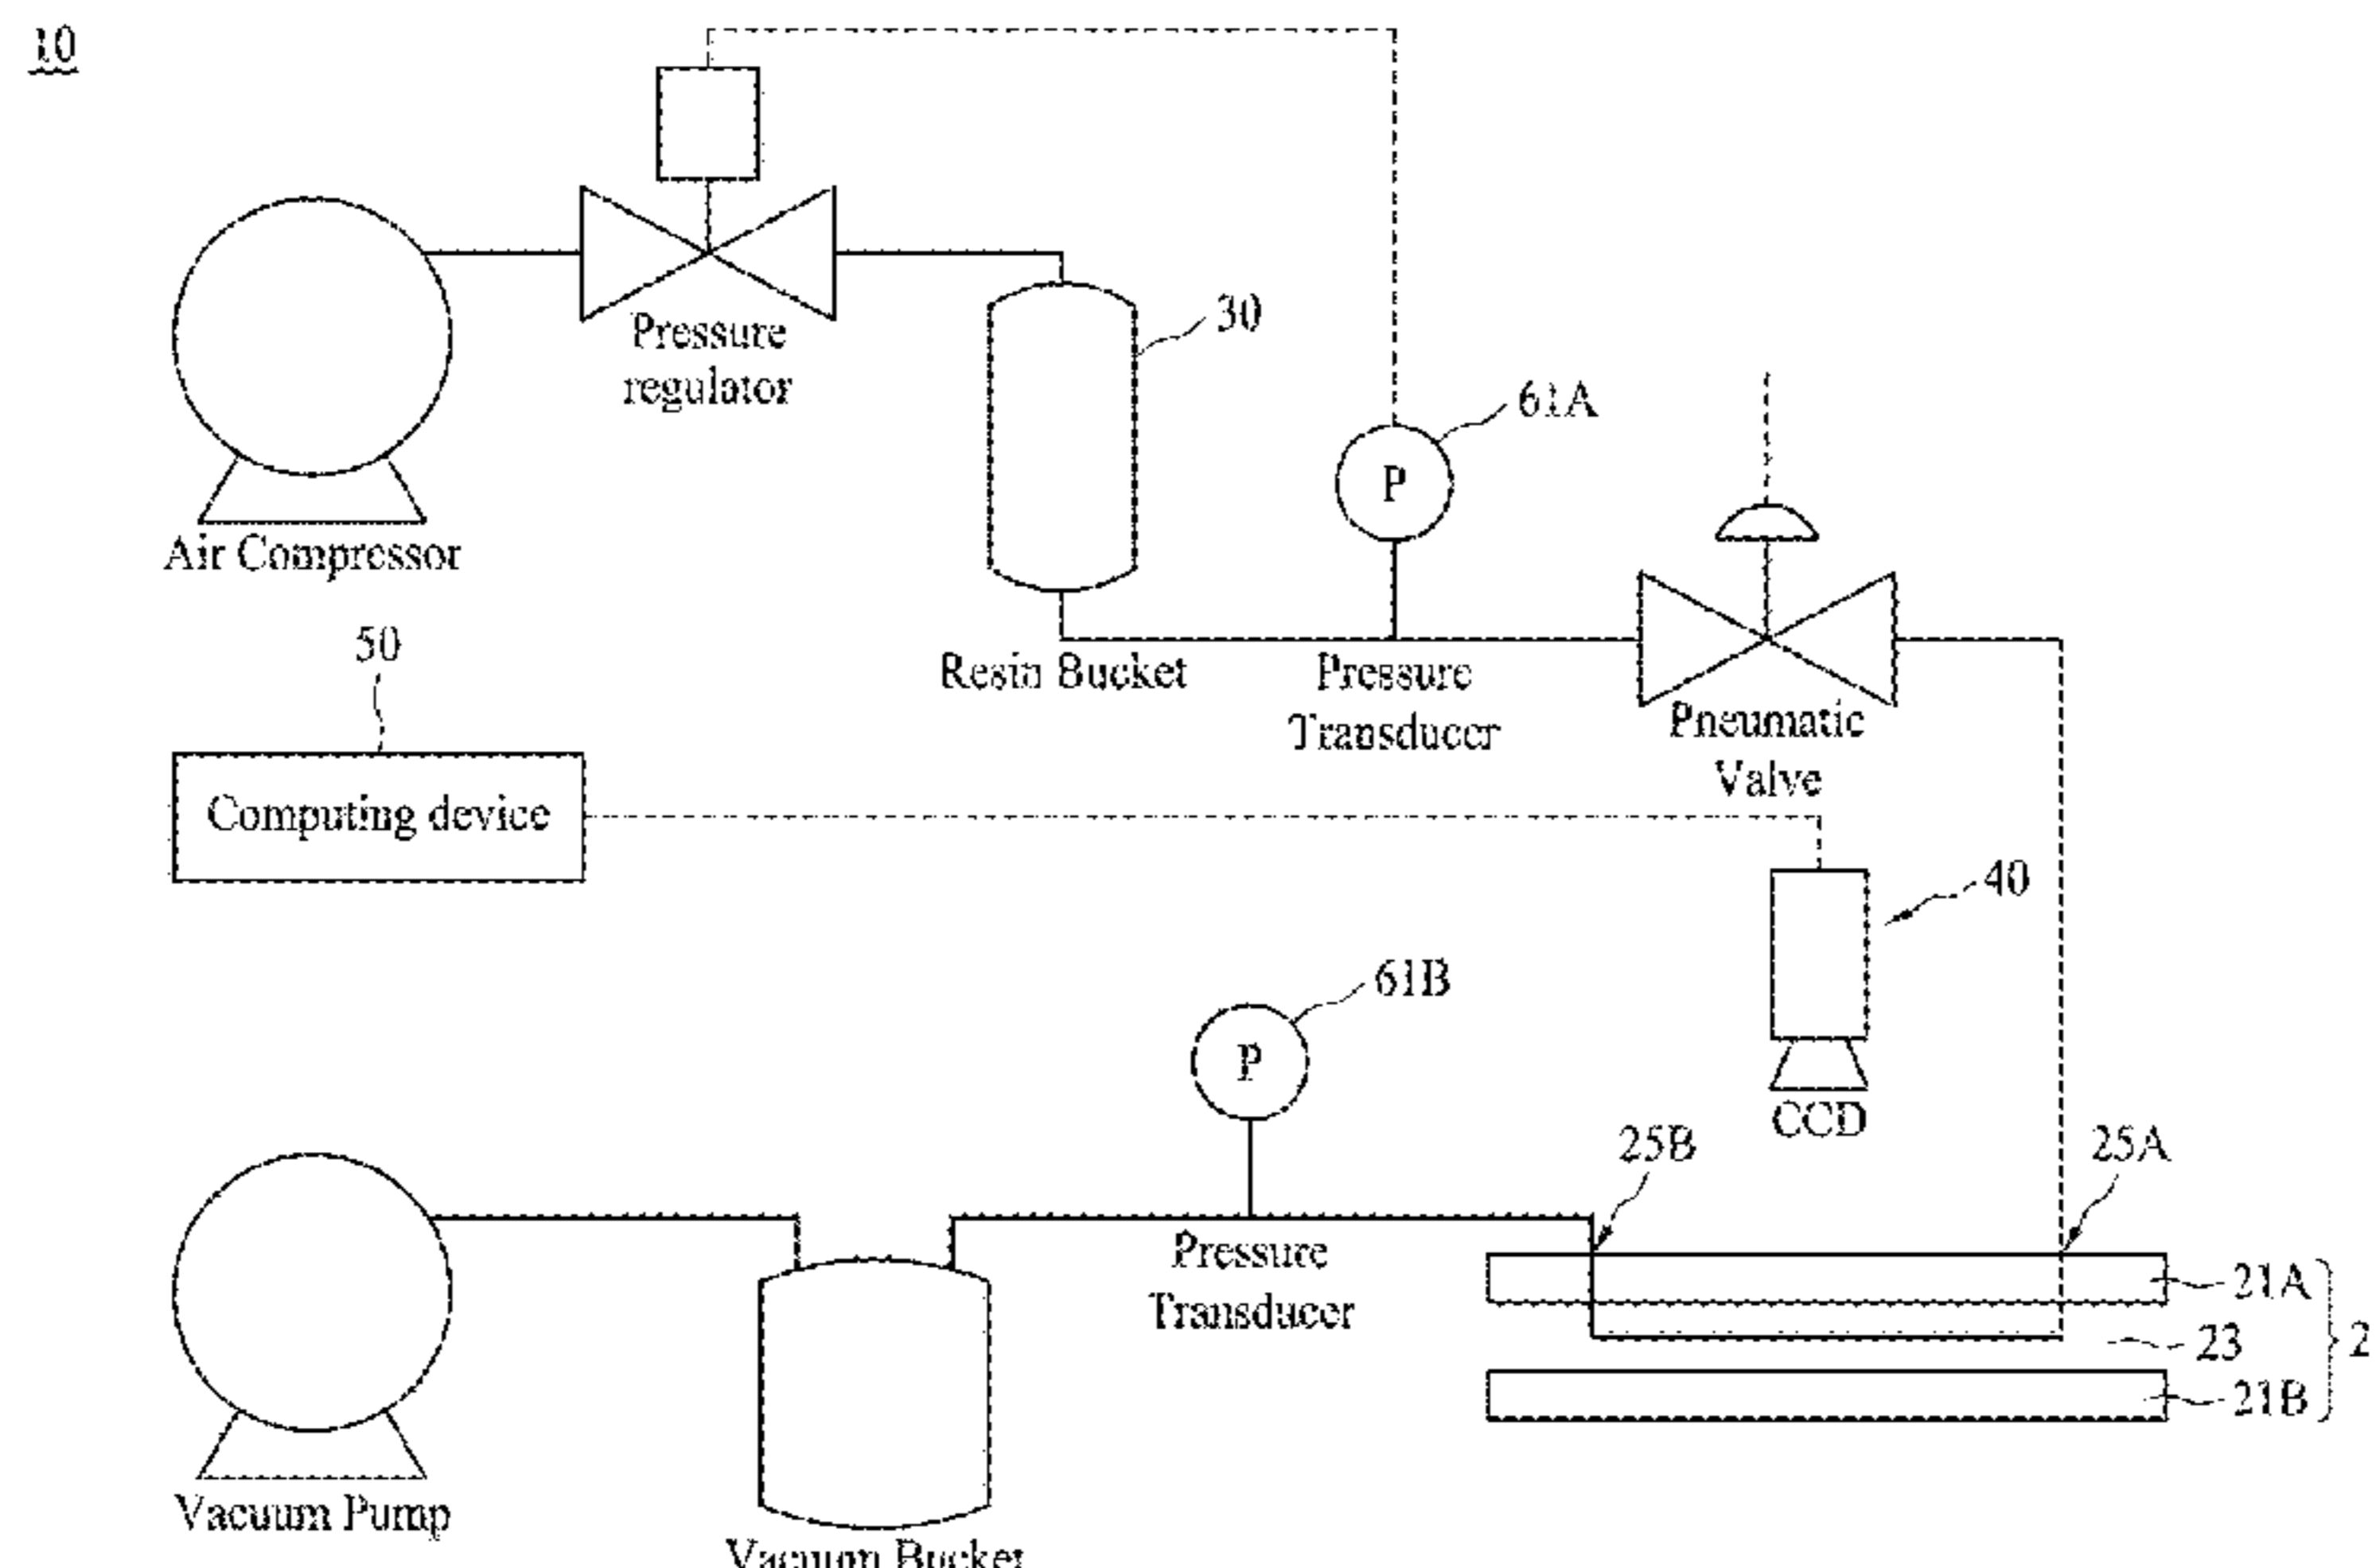 10
30
Pressure
regulator
61A
Air Compressor
50
Resin Bucket
Pressure
Transducer
Pneumatic
Valve
Computing device
40
61B
P
P
CCD
25B
25A
Pressure
Transducer
21A
23
2
21B
Vacuum Pump
Vacuum Bucket